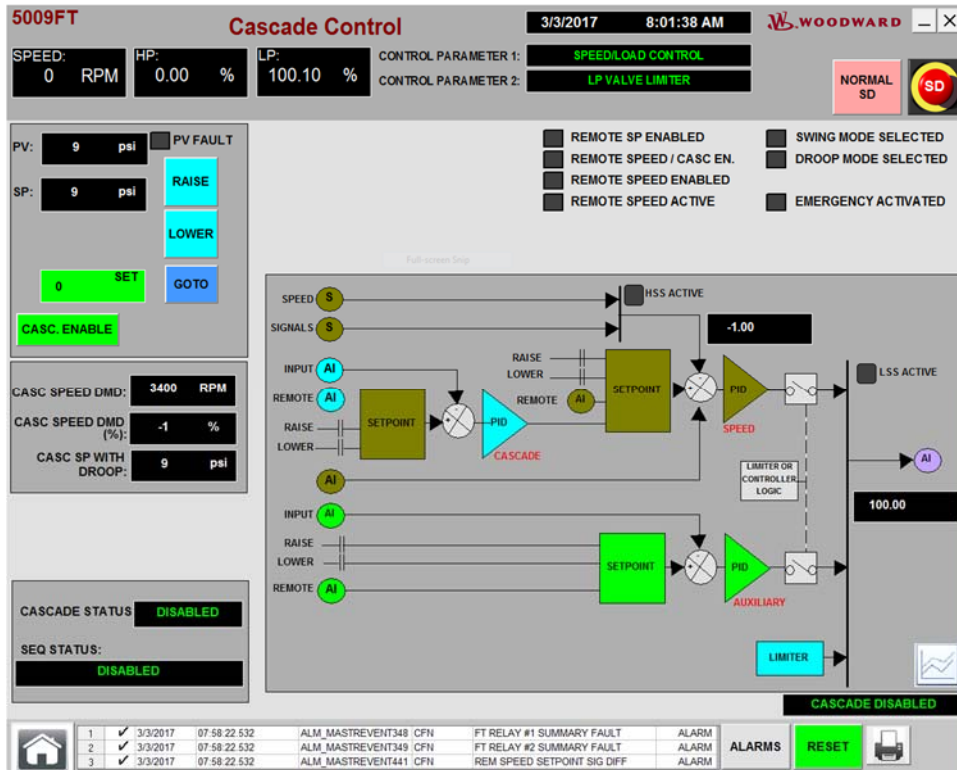 5009FT
Cascade Control
3/3/2017 8:01:38 AM
WOODWARD
SPEED:
0 RPM
HP:
0.00 %
LP:
100.10 %
CONTROL PARAMETER 1: SPEED/LOAD CONTROL
CONTROL PARAMETER 2: LP VALVE LIMITER
NORMAL
SD
SD
PV: 9 psi
PV FAULT
SP: 9 psi
RAISE
LOWER
0 SET
GOTO
CASC. ENABLE
REMOTE SP ENABLED
REMOTE SPEED / CASC EN.
REMOTE SPEED ENABLED
REMOTE SPEED ACTIVE
SWING MODE SELECTED
DROOP MODE SELECTED
EMERGENCY ACTIVATED
Full-screen Snip
CASC SPEED DMD: 3400 RPM
CASC SPEED DMD
(%): -1 %
CASC SP WITH
DROOP: 9 psi
SPEED S
SIGNALS S
HSS ACTIVE
-1.00
INPUT AI
REMOTE AI
RAISE
LOWER
SETPOINT
+ -
PID
CASCADE
RAISE
LOWER
REMOTE AI
SETPOINT
+ -
PID
SPEED
LSS ACTIVE
AI
LIMITER OR
CONTROLLER
LOGIC
AI
100.00
INPUT AI
RAISE
LOWER
REMOTE AI
SETPOINT
+ -
PID
AUXILIARY
LIMITER
CASCADE STATUS DISABLED
SEQ STATUS:
DISABLED
CASCADE DISABLED
1 ✓ 3/3/2017 07:58:22.532 ALM_MASTREVENT348 CFN FT RELAY #1 SUMMARY FAULT ALARM
2 ✓ 3/3/2017 07:58:22.532 ALM_MASTREVENT349 CFN FT RELAY #2 SUMMARY FAULT ALARM
3 ✓ 3/3/2017 07:58:22.532 ALM_MASTREVENT441 CFN REM SPEED SETPOINT SIG DIFF ALARM
ALARMS
RESET